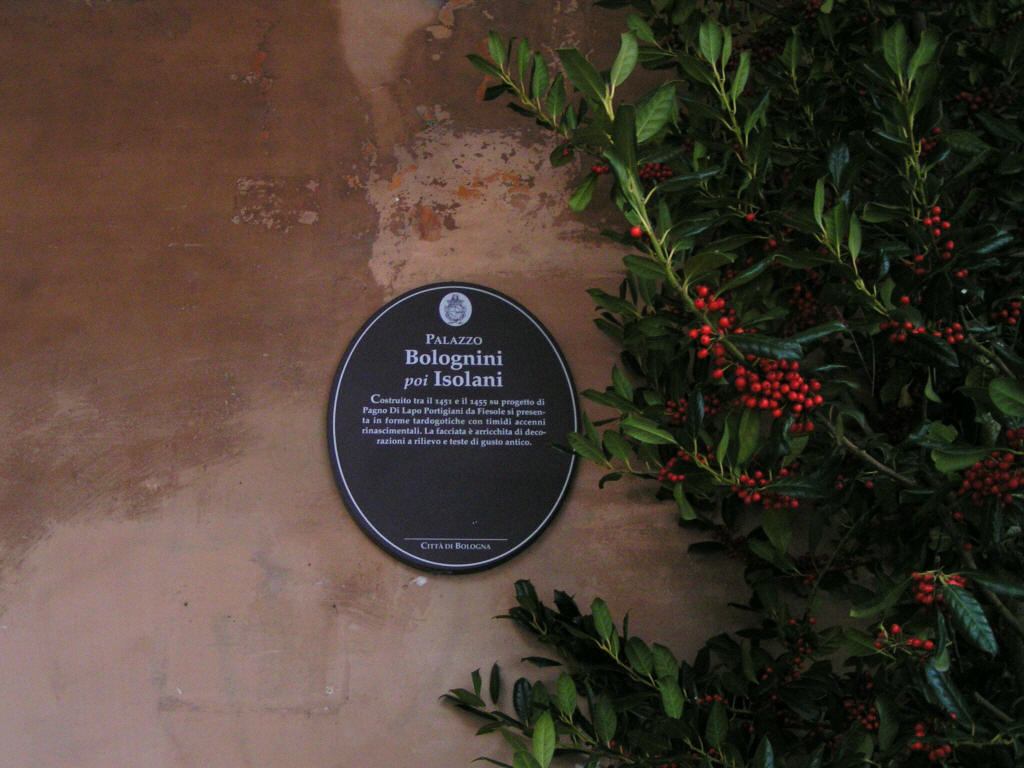 PALAZZO
Bolognini
poi Isolani
Costruito tra il 1451 e il 1455 su progetto di
Pagno Di Lapo Portigiani da Fiesole si presen-
ta in forme tardogotiche con timidi accenni
rinascimentali. La facciata è arricchita di deco-
razioni a rilievo e teste di gusto antico.
CITTÀ DI BOLOGNA